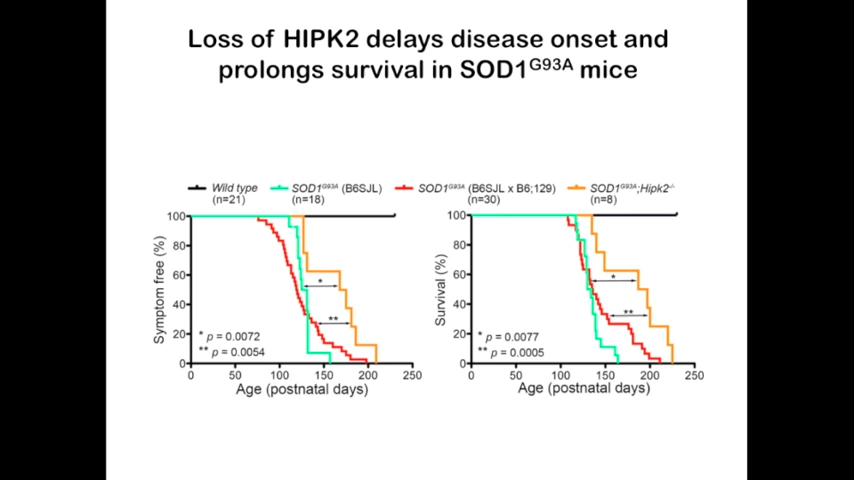 Loss of HIPK2 delays disease onset and
prolongs survival in SOD1G93A mice
Wild type
(n=21)
SOD1G93A (B6SJL)
(n=18)
SOD1G93A (B6SJL x B6;129)
(n=30)
SOD1G93A;Hipk2-/-
(n=8)
Symptom free (%)
100
80
60
40
20
0
* p = 0.0072
** p = 0.0054
*
**
0 50 100 150 200 250
Age (postnatal days)
Survival (%)
100
80
60
40
20
0
* p = 0.0077
** p = 0.0005
*
**
0 50 100 150 200 250
Age (postnatal days)